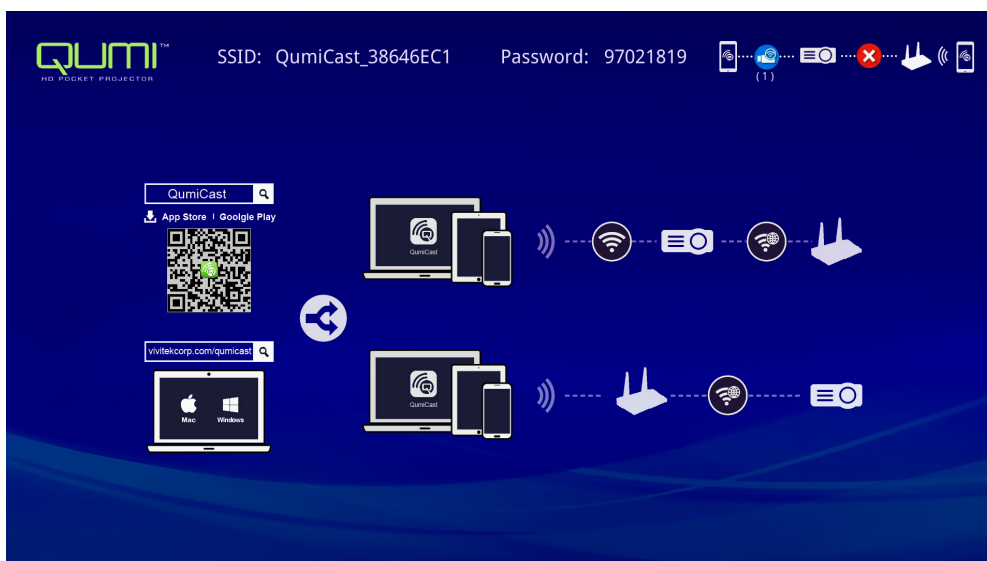 QUMI™
HD POCKET PROJECTOR
SSID: QumiCast_38646EC1 Password: 97021819
(1)
QumiCast
App Store | Goolgle Play
vivitekcorp.com/qumicast
Mac Windows
QumiCast
QumiCast